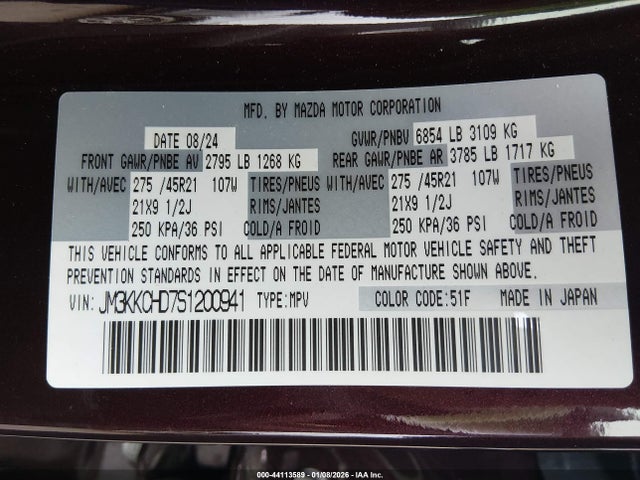 MFD. BY MAZDA MOTOR CORPORATION
DATE 08/24 GVWR/PNBV 6854 LB 3109 KG
FRONT GAWR/PNBE AV 2795 LB 1268 KG REAR GAWR/PNBE AR 3785 LB 1717 KG
WITH/AVEC 275 /45R21 107W TIRES/PNEUS WITH/AVEC 275 /45R21 107W TIRES/PNEUS
21X9 1/2J RIMS/JANTES 21X9 1/2J RIMS/JANTES
250 KPA/36 PSI COLD/A FROID 250 KPA/36 PSI COLD/A FROID
THIS VEHICLE CONFORMS TO ALL APPLICABLE FEDERAL MOTOR VEHICLE SAFETY AND THEFT
PREVENTION STANDARDS IN EFFECT ON THE DATE OF MANUFACTURE SHOWN ABOVE.
VIN: JM3KKCHD7S1200941 TYPE:MPV COLOR CODE:51F MADE IN JAPAN
000-44113589 - 01/08/2026 - IAA Inc.